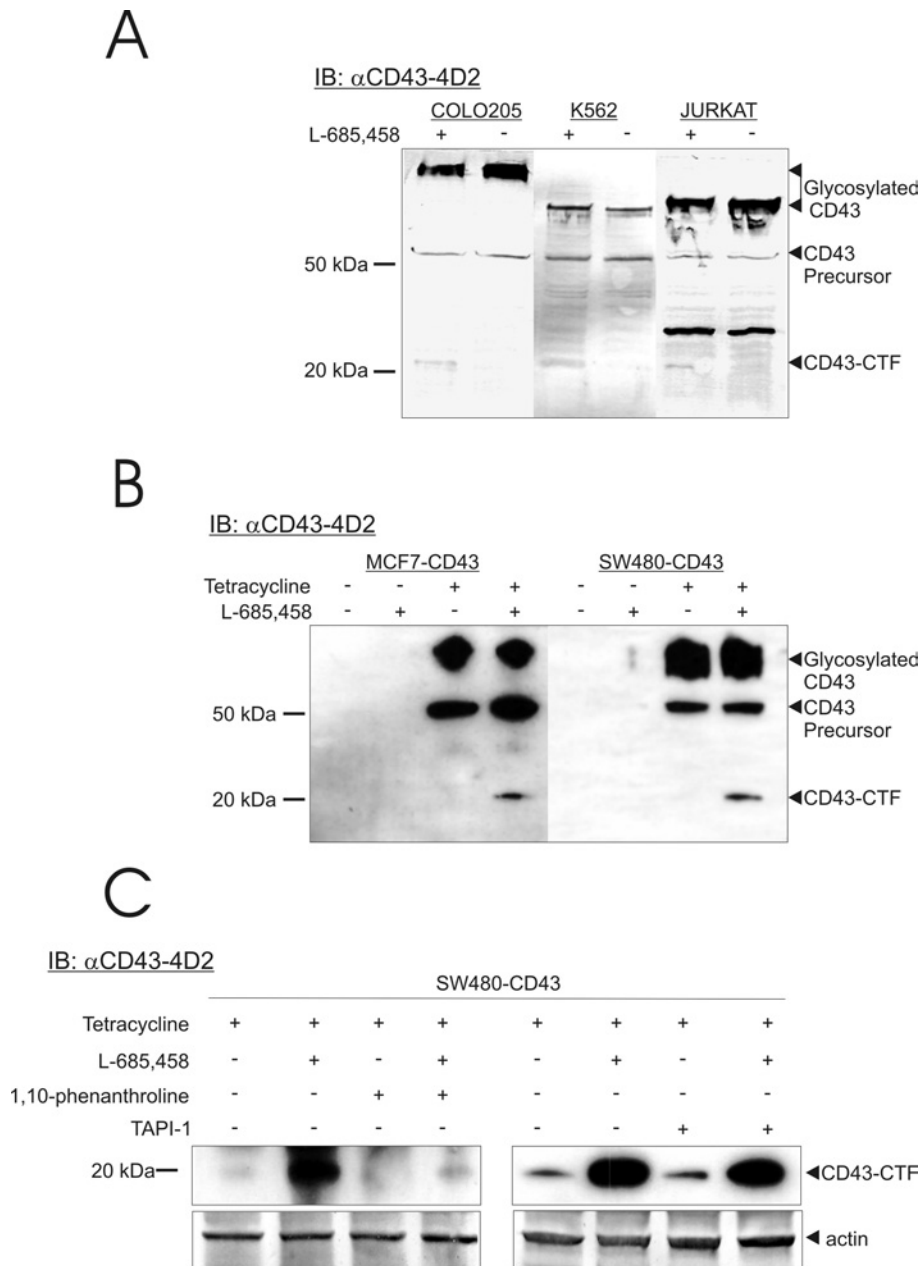 A
IB: αCD43-4D2
COLO205 K562 JURKAT
L-685,458 + - + - + -
Glycosylated
CD43
50 kDa
CD43
Precursor
20 kDa
CD43-CTF
B
IB: αCD43-4D2
MCF7-CD43 SW480-CD43
Tetracycline - - + + - - + +
L-685,458 - + - + - + - +
Glycosylated
CD43
50 kDa
CD43
Precursor
20 kDa
CD43-CTF
C
IB: αCD43-4D2
SW480-CD43
Tetracycline + + + + + + + +
L-685,458 - + - + - + - +
1,10-phenanthroline - - + + - - - -
TAPI-1 - - - - - - + +
20 kDa
CD43-CTF
actin